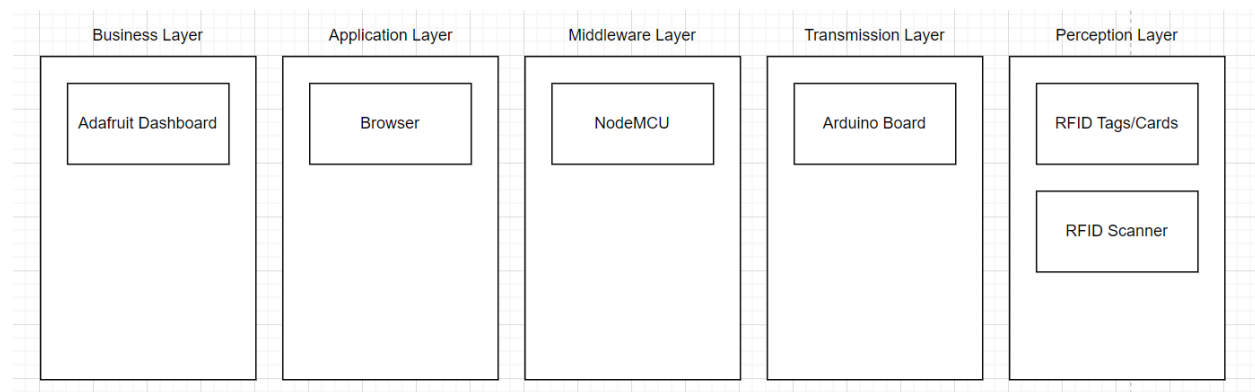 Business Layer
Application Layer
Middleware Layer
Transmission Layer
Perception Layer
Adafruit Dashboard
Browser
NodeMCU
Arduino Board
RFID Tags/Cards
RFID Scanner